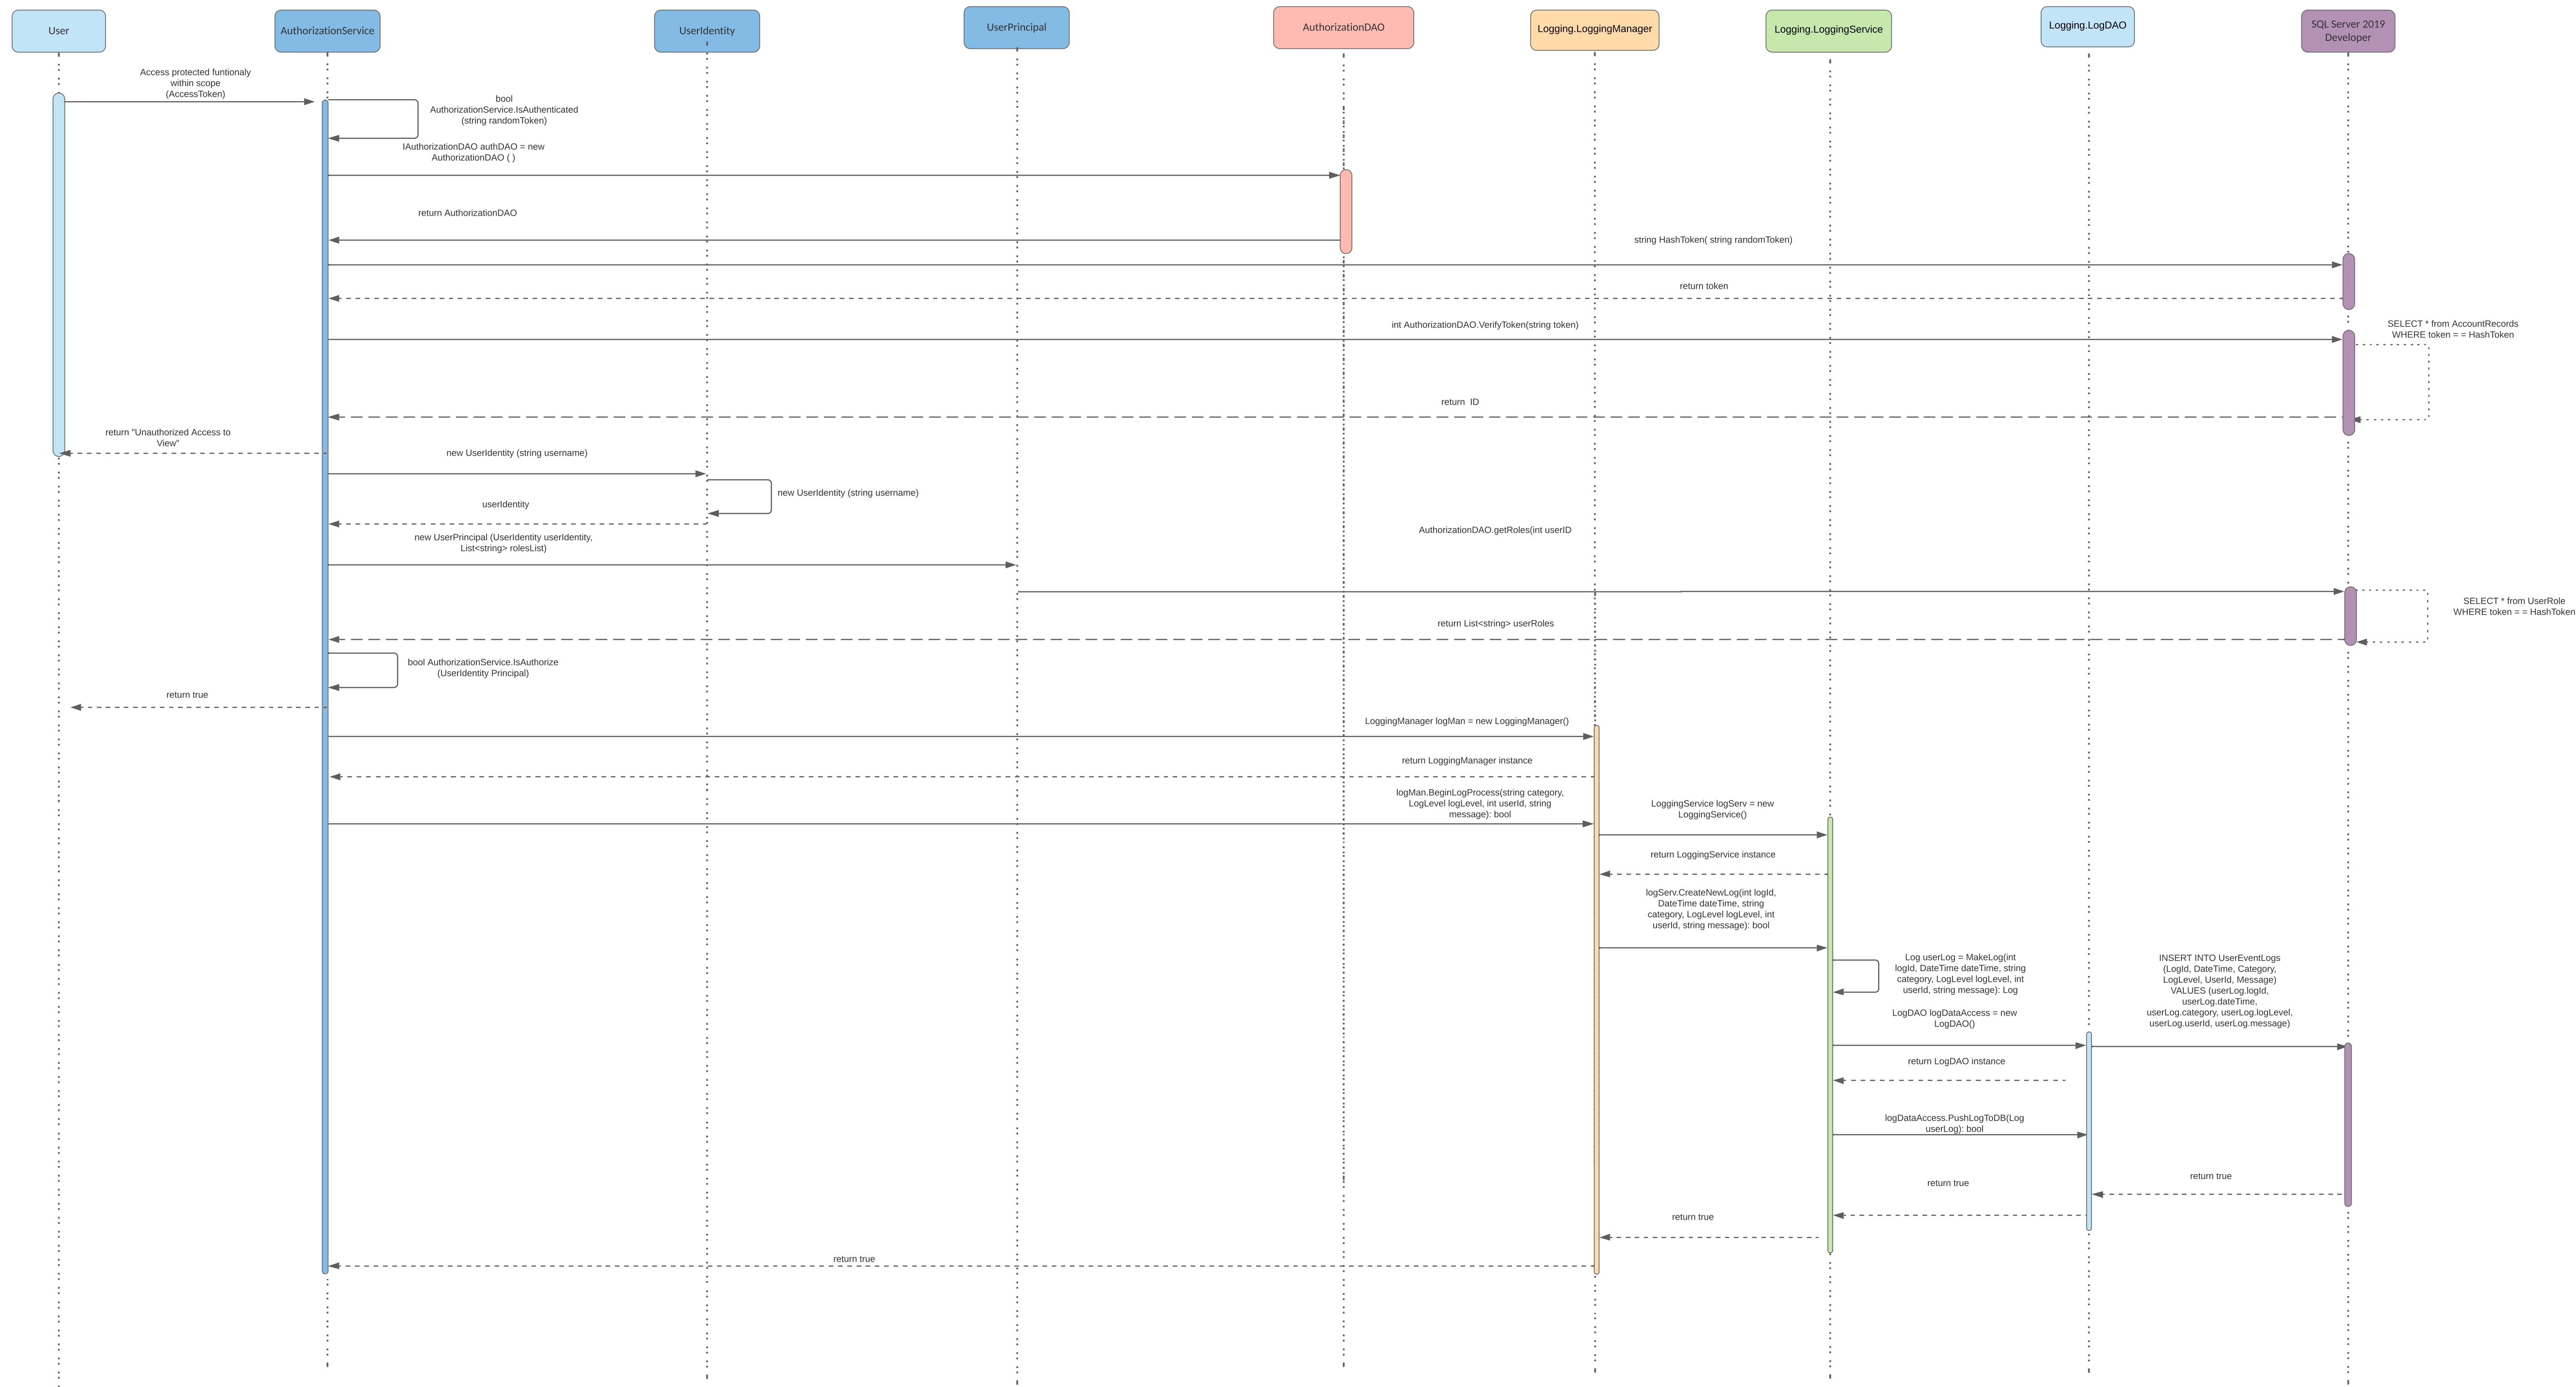 User
AuthorizationService
UserIdentity
UserPrincipal
AuthorizationDAO
Logging.LoggingManager
Logging.LoggingService
Logging.LogDAO
SQL Server 2019
Developer
Access protected funtionaly
within scope
(AccessToken)
bool
AuthorizationService.IsAuthenticated
(string randomToken)
IAuthorizationDAO authDAO = new
AuthorizationDAO ( )
return AuthorizationDAO
string HashToken( string randomToken)
return token
int AuthorizationDAO.VerifyToken(string token)
SELECT * from AccountRecords
WHERE token = = HashToken
return  ID
return "Unauthorized Access to
View"
new UserIdentity (string username)
new UserIdentity (string username)
userIdentity
AuthorizationDAO.getRoles(int userID
new UserPrincipal (UserIdentity userIdentity,
List<string> rolesList)
SELECT * from UserRole
WHERE token = = HashToken
return List<string> userRoles
bool AuthorizationService.IsAuthorize
(UserIdentity Principal)
return true
LoggingManager logMan = new LoggingManager()
return LoggingManager instance
logMan.BeginLogProcess(string category,
LogLevel logLevel, int userId, string
message): bool
LoggingService logServ = new
LoggingService()
return LoggingService instance
logServ.CreateNewLog(int logId,
DateTime dateTime, string
category, LogLevel logLevel, int
userId, string message): bool
Log userLog = MakeLog(int
logId, DateTime dateTime, string
category, LogLevel logLevel, int
userId, string message): Log
INSERT INTO UserEventLogs
(LogId, DateTime, Category,
LogLevel, UserId, Message)
VALUES (userLog.logId,
userLog.dateTime,
userLog.category, userLog.logLevel,
userLog.userId, userLog.message)
LogDAO logDataAccess = new
LogDAO()
return LogDAO instance
logDataAccess.PushLogToDB(Log
userLog): bool
return true
return true
return true
return true